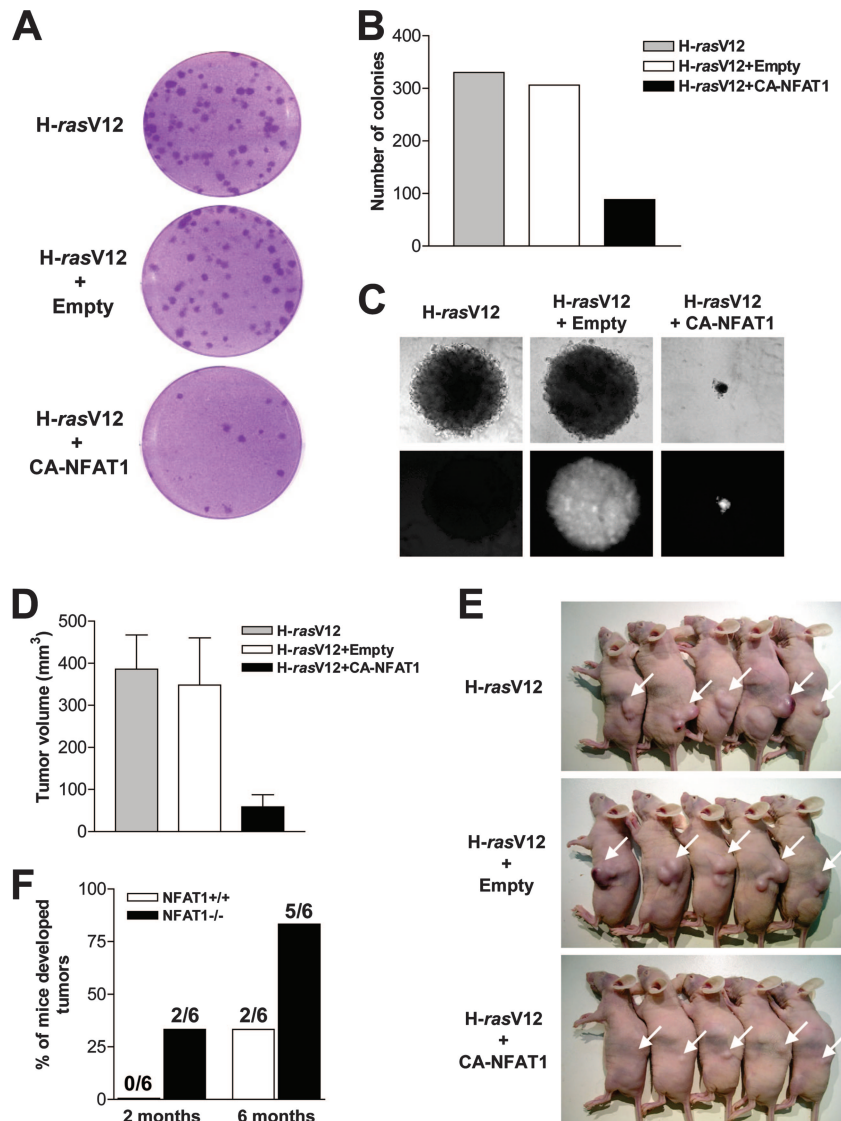 A
H-rasV12
H-rasV12
+
Empty
H-rasV12
+
CA-NFAT1
B
Number of colonies
400
300
200
100
0
H-rasV12
H-rasV12+Empty
H-rasV12+CA-NFAT1
C
H-rasV12
H-rasV12
+ Empty
H-rasV12
+ CA-NFAT1
D
Tumor volume (mm³)
500
400
300
200
100
0
H-rasV12
H-rasV12+Empty
H-rasV12+CA-NFAT1
E
H-rasV12
H-rasV12
+
Empty
H-rasV12
+
CA-NFAT1
F
% of mice developed
tumors
100
75
50
25
0
NFAT1+/+
NFAT1-/-
0/6
2/6
2/6
5/6
2 months
6 months